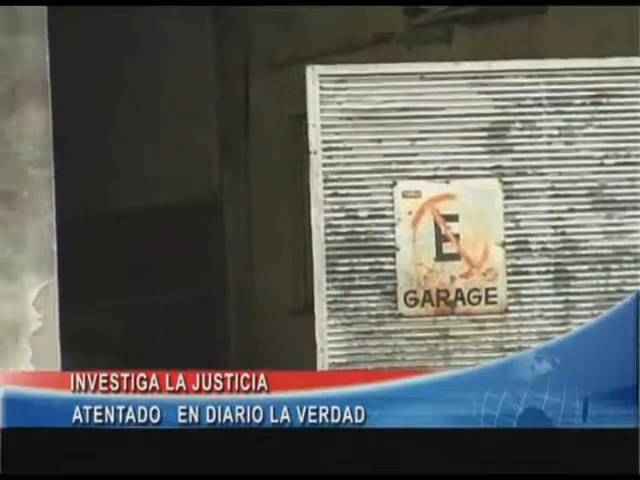 E
GARAGE
INVESTIGA LA JUSTICIA
ATENTADO EN DIARIO LA VERDAD